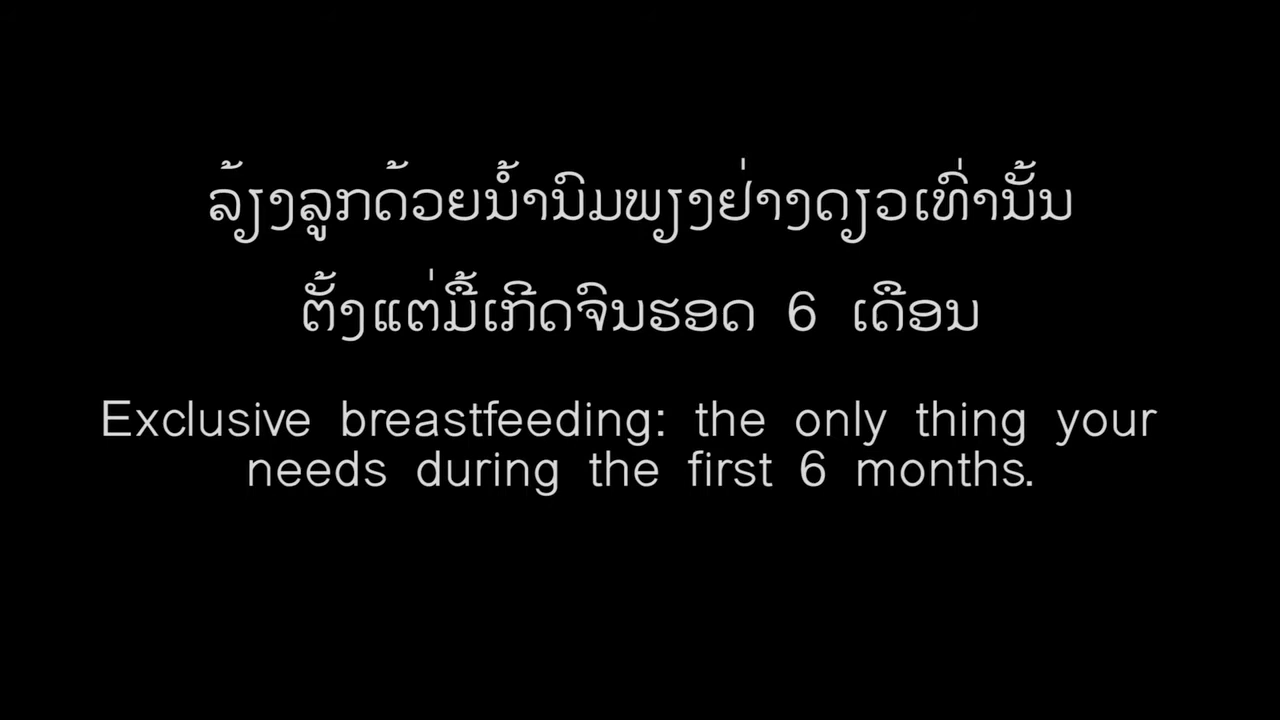 ລ້ຽງລູກດ້ວຍນ້ຳນົມພຽງຢ່າງດຽວເທົ່ານັ້ນ
ຕັ້ງແຕ່ມື້ເກີດຈົນຮອດ 6 ເດືອນ
Exclusive breastfeeding: the only thing your
needs during the first 6 months.